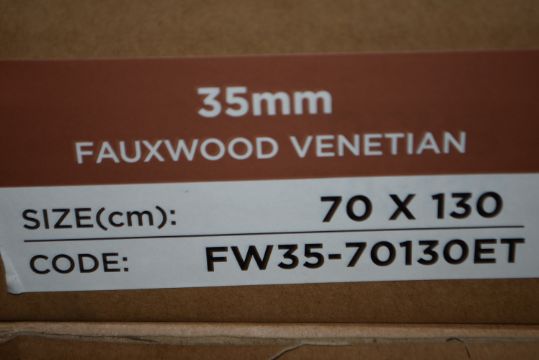 35mm
FAUXWOOD VENETIAN
SIZE(cm): 70 X 130
CODE: FW35-70130ET